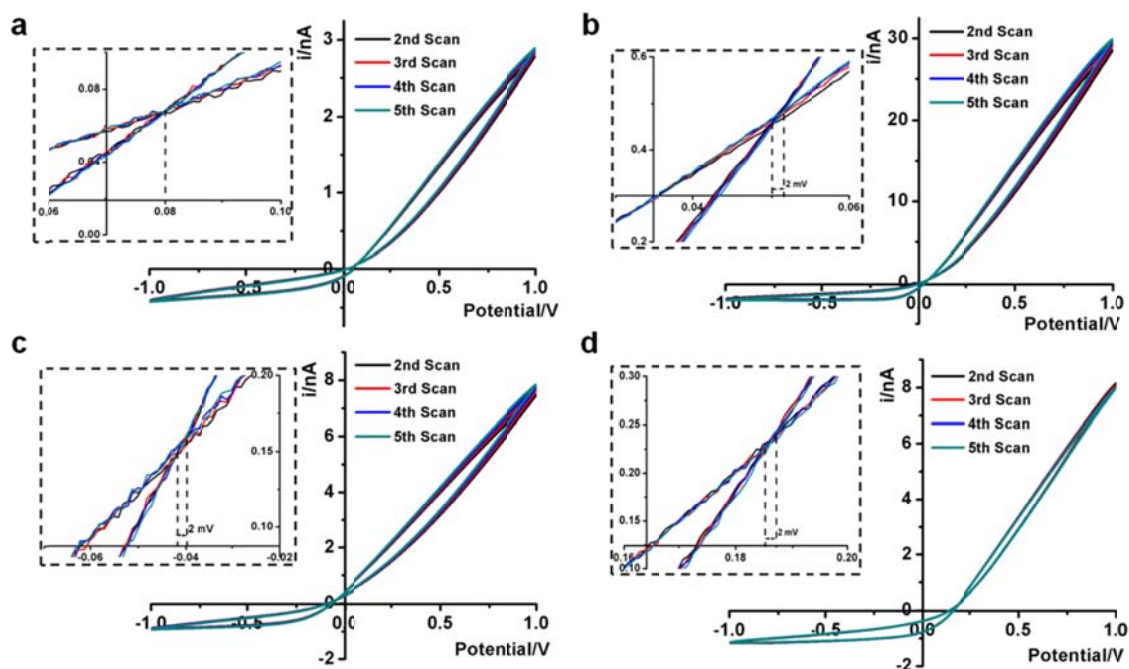 a
i/nA
3
2
1
0
-1.0
-0.5
0.0
0.5
1.0
Potential/V
2nd Scan
3rd Scan
4th Scan
5th Scan
0.08
0.04
0.00
0.06
0.08
0.10
b
i/nA
30
20
10
0
-1.0
-0.5
0.0
0.5
1.0
Potential/V
2nd Scan
3rd Scan
4th Scan
5th Scan
0.6
0.4
0.2
0.04
0.06
2 mV
c
i/nA
8
6
4
2
0
-2
-1.0
-0.5
0.0
0.5
1.0
Potential/V
2nd Scan
3rd Scan
4th Scan
5th Scan
0.20
0.15
0.10
-0.06
-0.04
-0.02
2 mV
d
i/nA
8
6
4
2
0
-2
-1.0
-0.5
0.0
0.5
1.0
Potential/V
2nd Scan
3rd Scan
4th Scan
5th Scan
0.30
0.25
0.20
0.15
0.10
0.16
0.18
0.20
2 mV